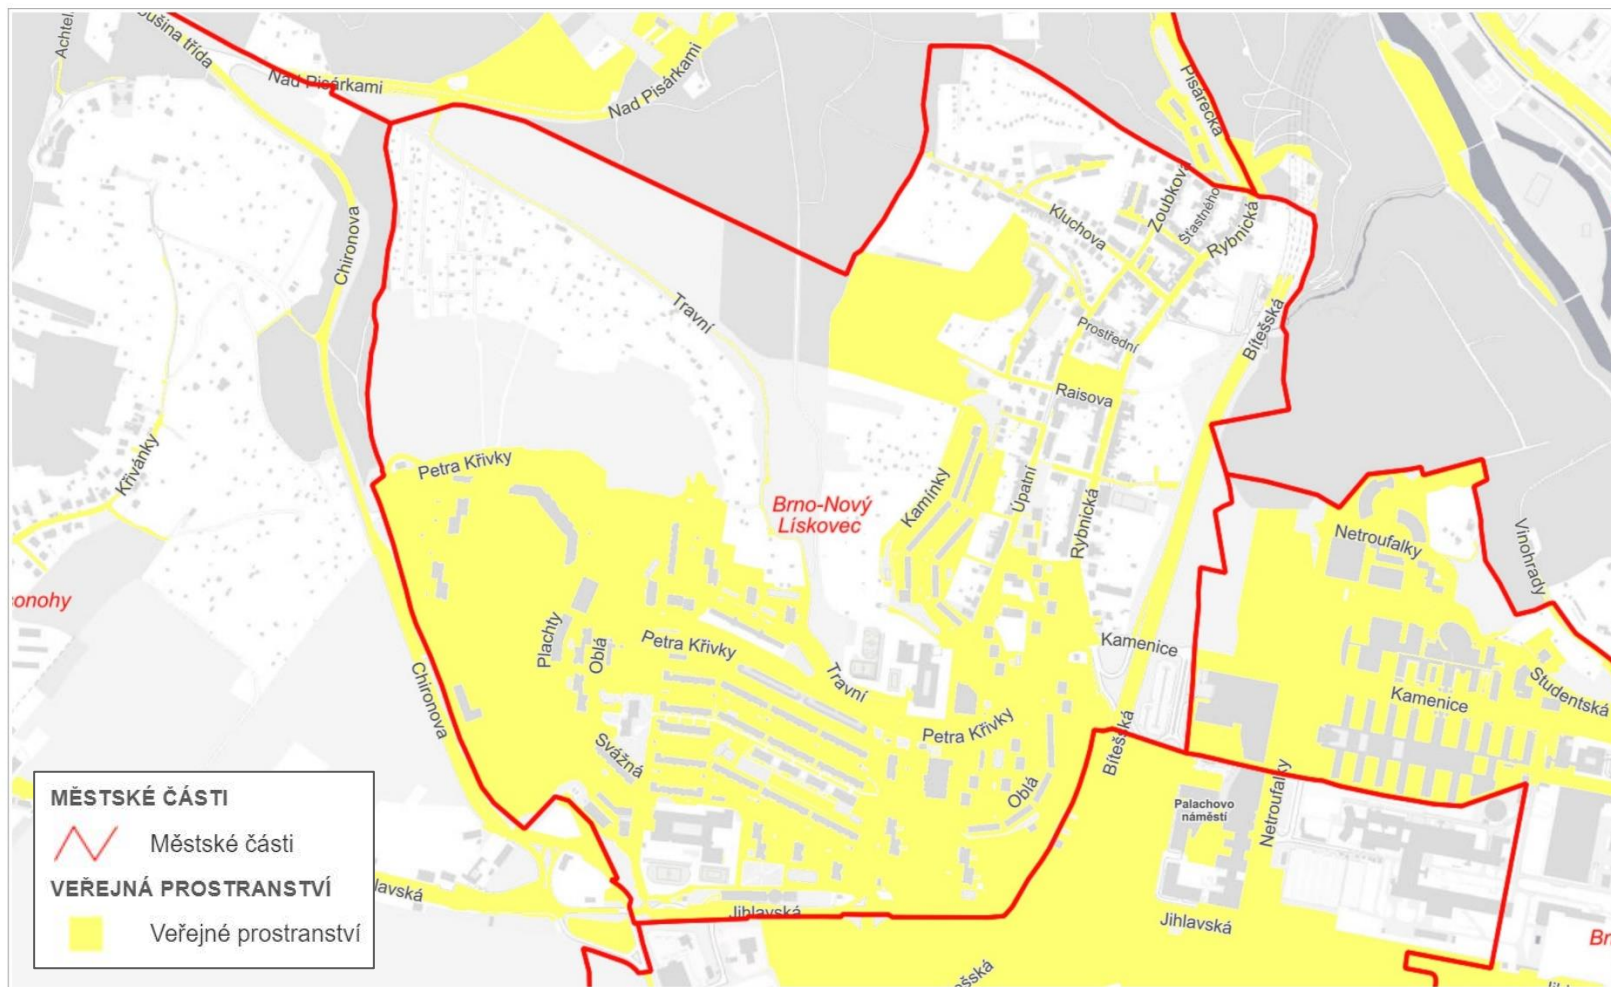 Achtel
oušina třída
Nad Pisárkami
Nad Pisárkami
Pisárecká
Chironova
Kluchova
Zoubkova
Šťastného
Rybnická
Travní
Prostřední
Bítešská
Raisova
Křivánky
Petra Křivky
Kamínky
Úpatní
Rybnická
Brno-Nový
Lískovec
Netroufalky
Vinohrady
onohy
Plachty
Oblá
Petra Křivky
Travní
Kamenice
Studentská
Kamenice
Chironova
Petra Křivky
Svážná
Bítešská
Oblá
Netroufalky
Palachovo
náměstí
MĚSTSKÉ ČÁSTI
Městské části
VEŘEJNÁ PROSTRANSTVÍ
Veřejné prostranství
lavská
Jihlavská
Jihlavská
Br
ešská